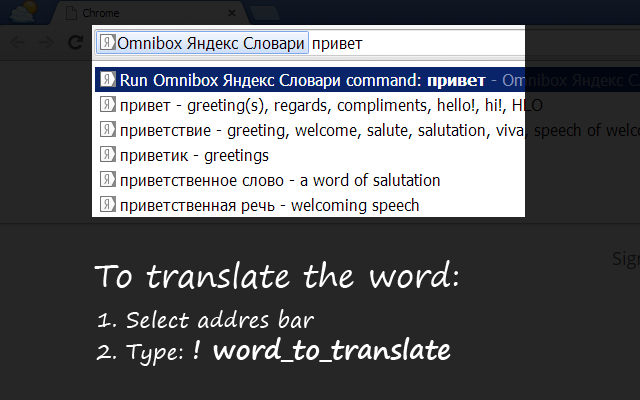 Chrome
Omnibox Яндекс Словари привет
Run Omnibox Яндекс Словари command: привет - Omnibox Яндекс С
привет - greeting(s), regards, compliments, hello!, hi!, HLO
приветствие - greeting, welcome, salute, salutation, viva, speech of welco
приветик - greetings
приветственное слово - a word of salutation
приветственная речь - welcoming speech
Sig
To translate the word:
1. Select addres bar
2. Type: ! word_to_translate